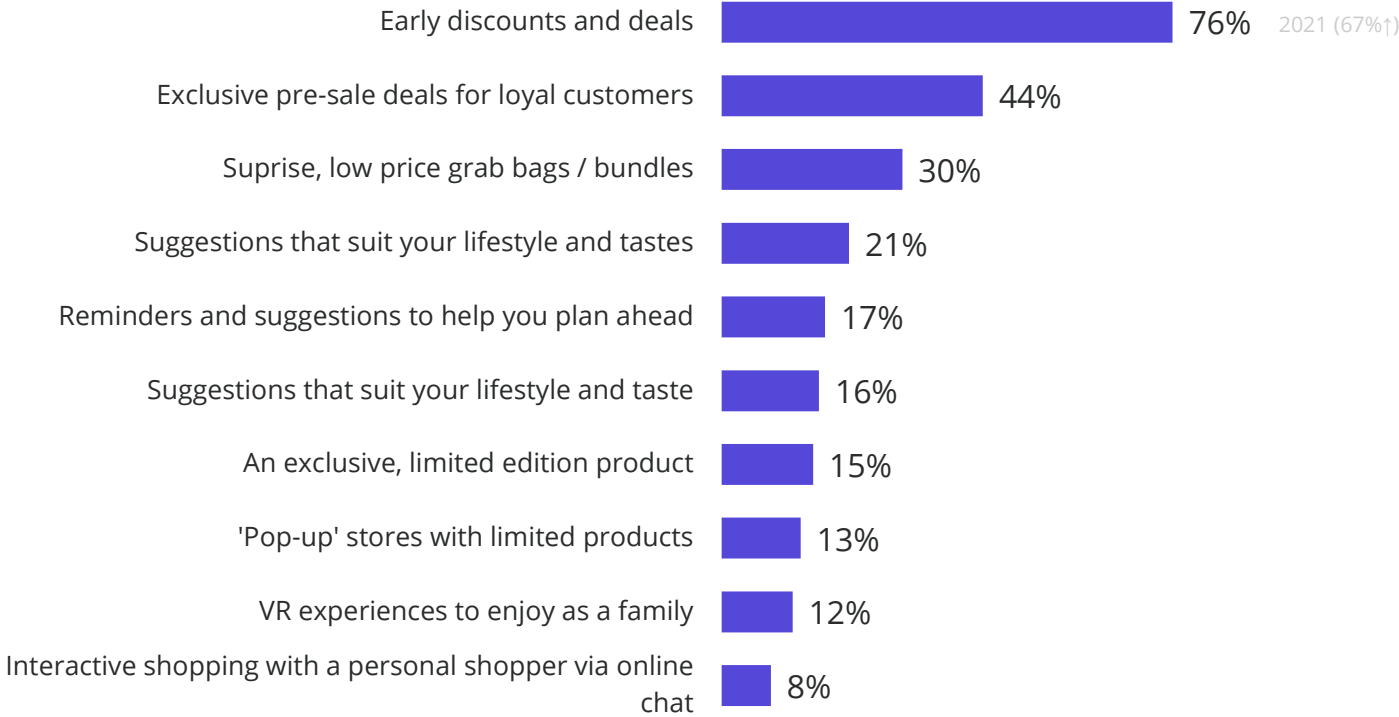 Early discounts and deals 76% 2021 (67%↑)
Exclusive pre-sale deals for loyal customers 44%
Suprise, low price grab bags / bundles 30%
Suggestions that suit your lifestyle and tastes 21%
Reminders and suggestions to help you plan ahead 17%
Suggestions that suit your lifestyle and taste 16%
An exclusive, limited edition product 15%
'Pop-up' stores with limited products 13%
VR experiences to enjoy as a family 12%
Interactive shopping with a personal shopper via online
chat 8%